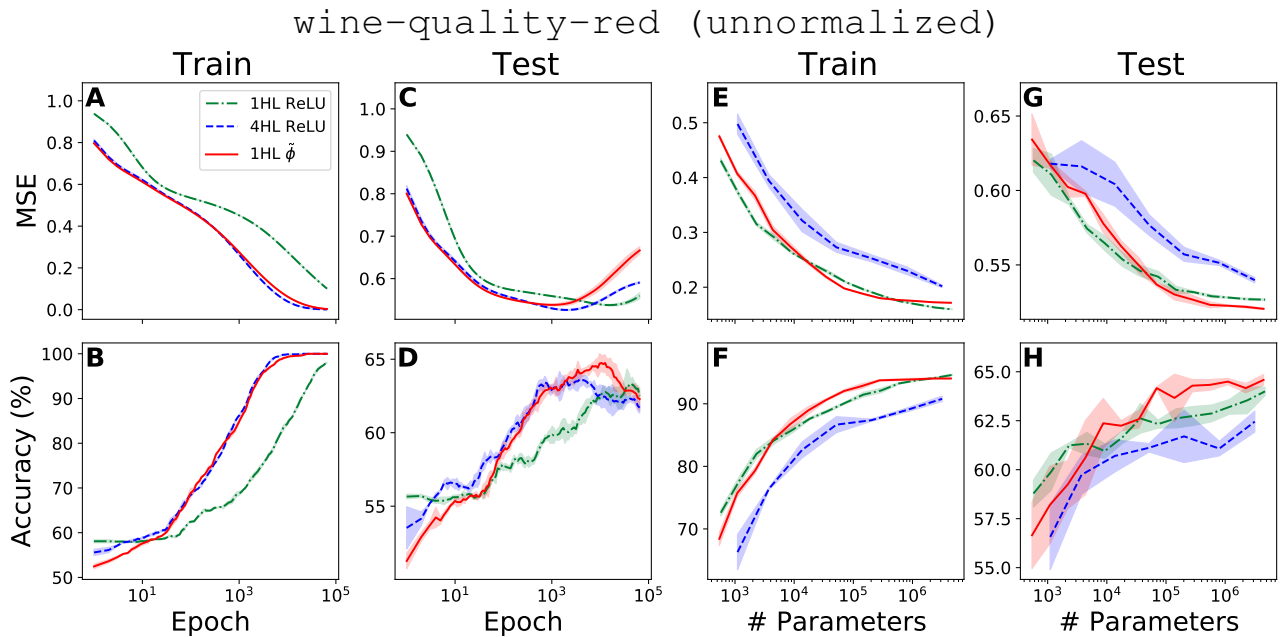 wine-quality-red (unnormalized)
Train
Test
Train
Test
A
C
E
G
1HL ReLU
4HL ReLU
1HL ϕ̃
MSE
1.0
0.8
0.6
0.4
0.2
0.0
1.0
0.9
0.8
0.7
0.6
0.5
0.4
0.3
0.2
0.65
0.60
0.55
B
D
F
H
Accuracy (%)
100
90
80
70
60
50
65
60
55
90
80
70
65.0
62.5
60.0
57.5
55.0
10¹ 10³ 10⁵
10¹ 10³ 10⁵
10³ 10⁴ 10⁵ 10⁶
10³ 10⁴ 10⁵ 10⁶
Epoch
Epoch
# Parameters
# Parameters